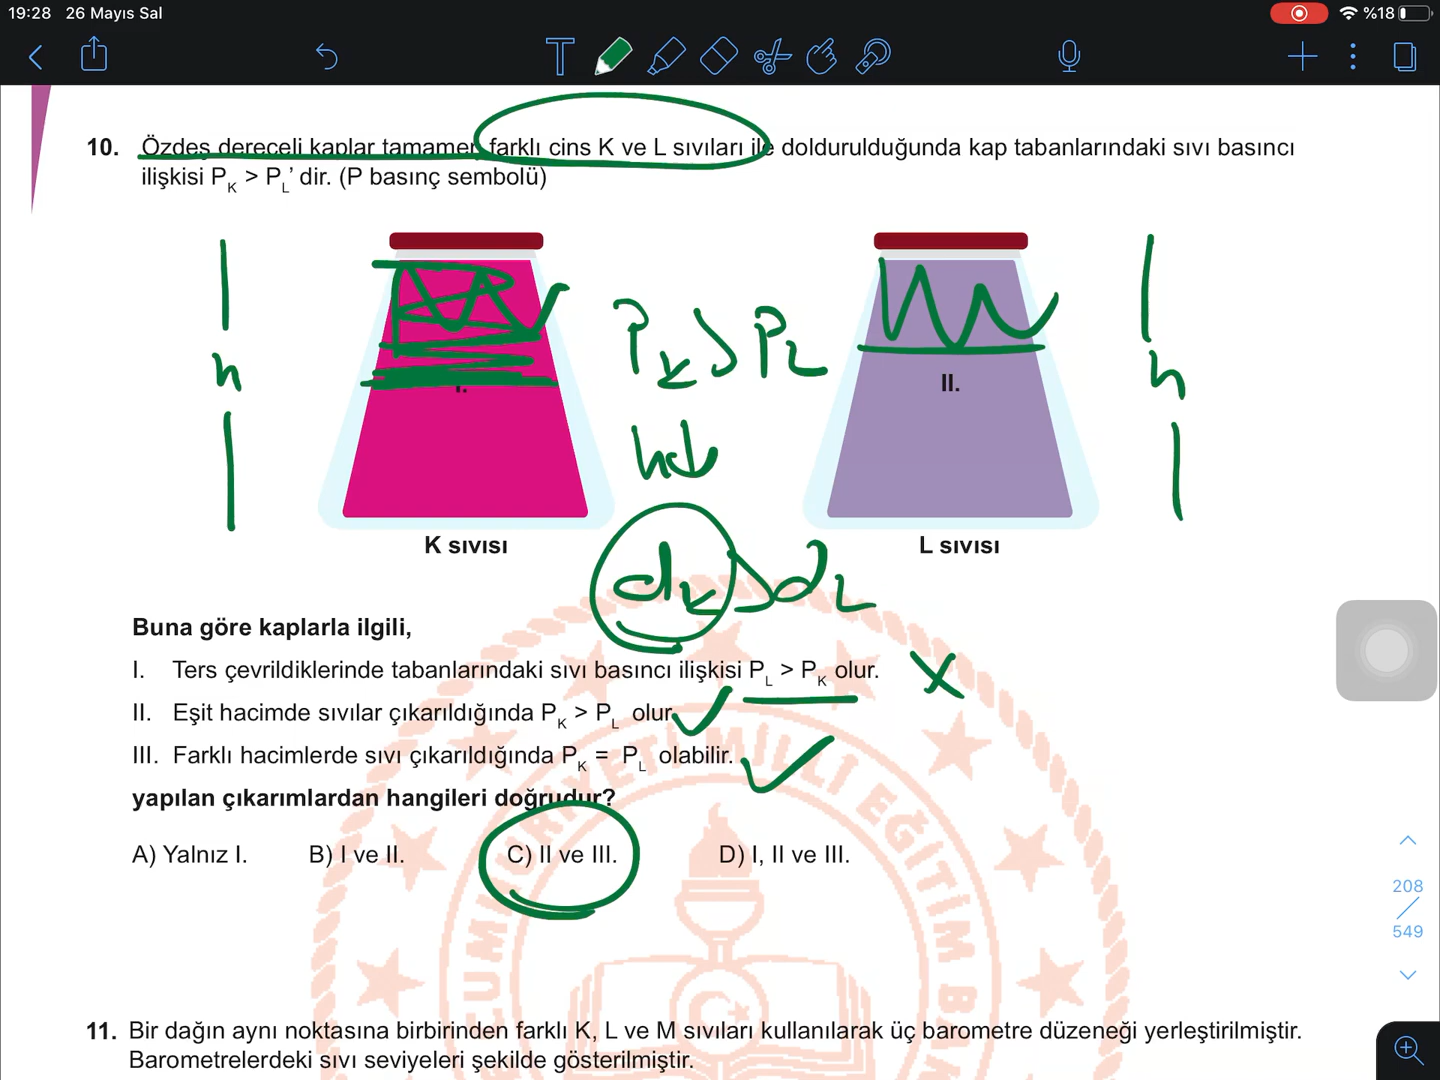 19:28 26 Mayıs Sal
%18
T
10. Özdeş dereceli kaplar tamamen farklı cins K ve L sıvıları ile doldurulduğunda kap tabanlarındaki sıvı basıncı
ilişkisi PK > PL’ dir. (P basınç sembolü)
h
PK > PL
h
I.
II.
hd
K sıvısı
L sıvısı
dK > dL
Buna göre kaplarla ilgili,
I. Ters çevrildiklerinde tabanlarındaki sıvı basıncı ilişkisi PL > PK olur.
II. Eşit hacimde sıvılar çıkarıldığında PK > PL olur.
III. Farklı hacimlerde sıvı çıkarıldığında PK = PL olabilir.
yapılan çıkarımlardan hangileri doğrudur?
A) Yalnız I.
B) I ve II.
C) II ve III.
D) I, II ve III.
208
549
11. Bir dağın aynı noktasına birbirinden farklı K, L ve M sıvıları kullanılarak üç barometre düzeneği yerleştirilmiştir.
Barometrelerdeki sıvı seviyeleri şekilde gösterilmiştir.